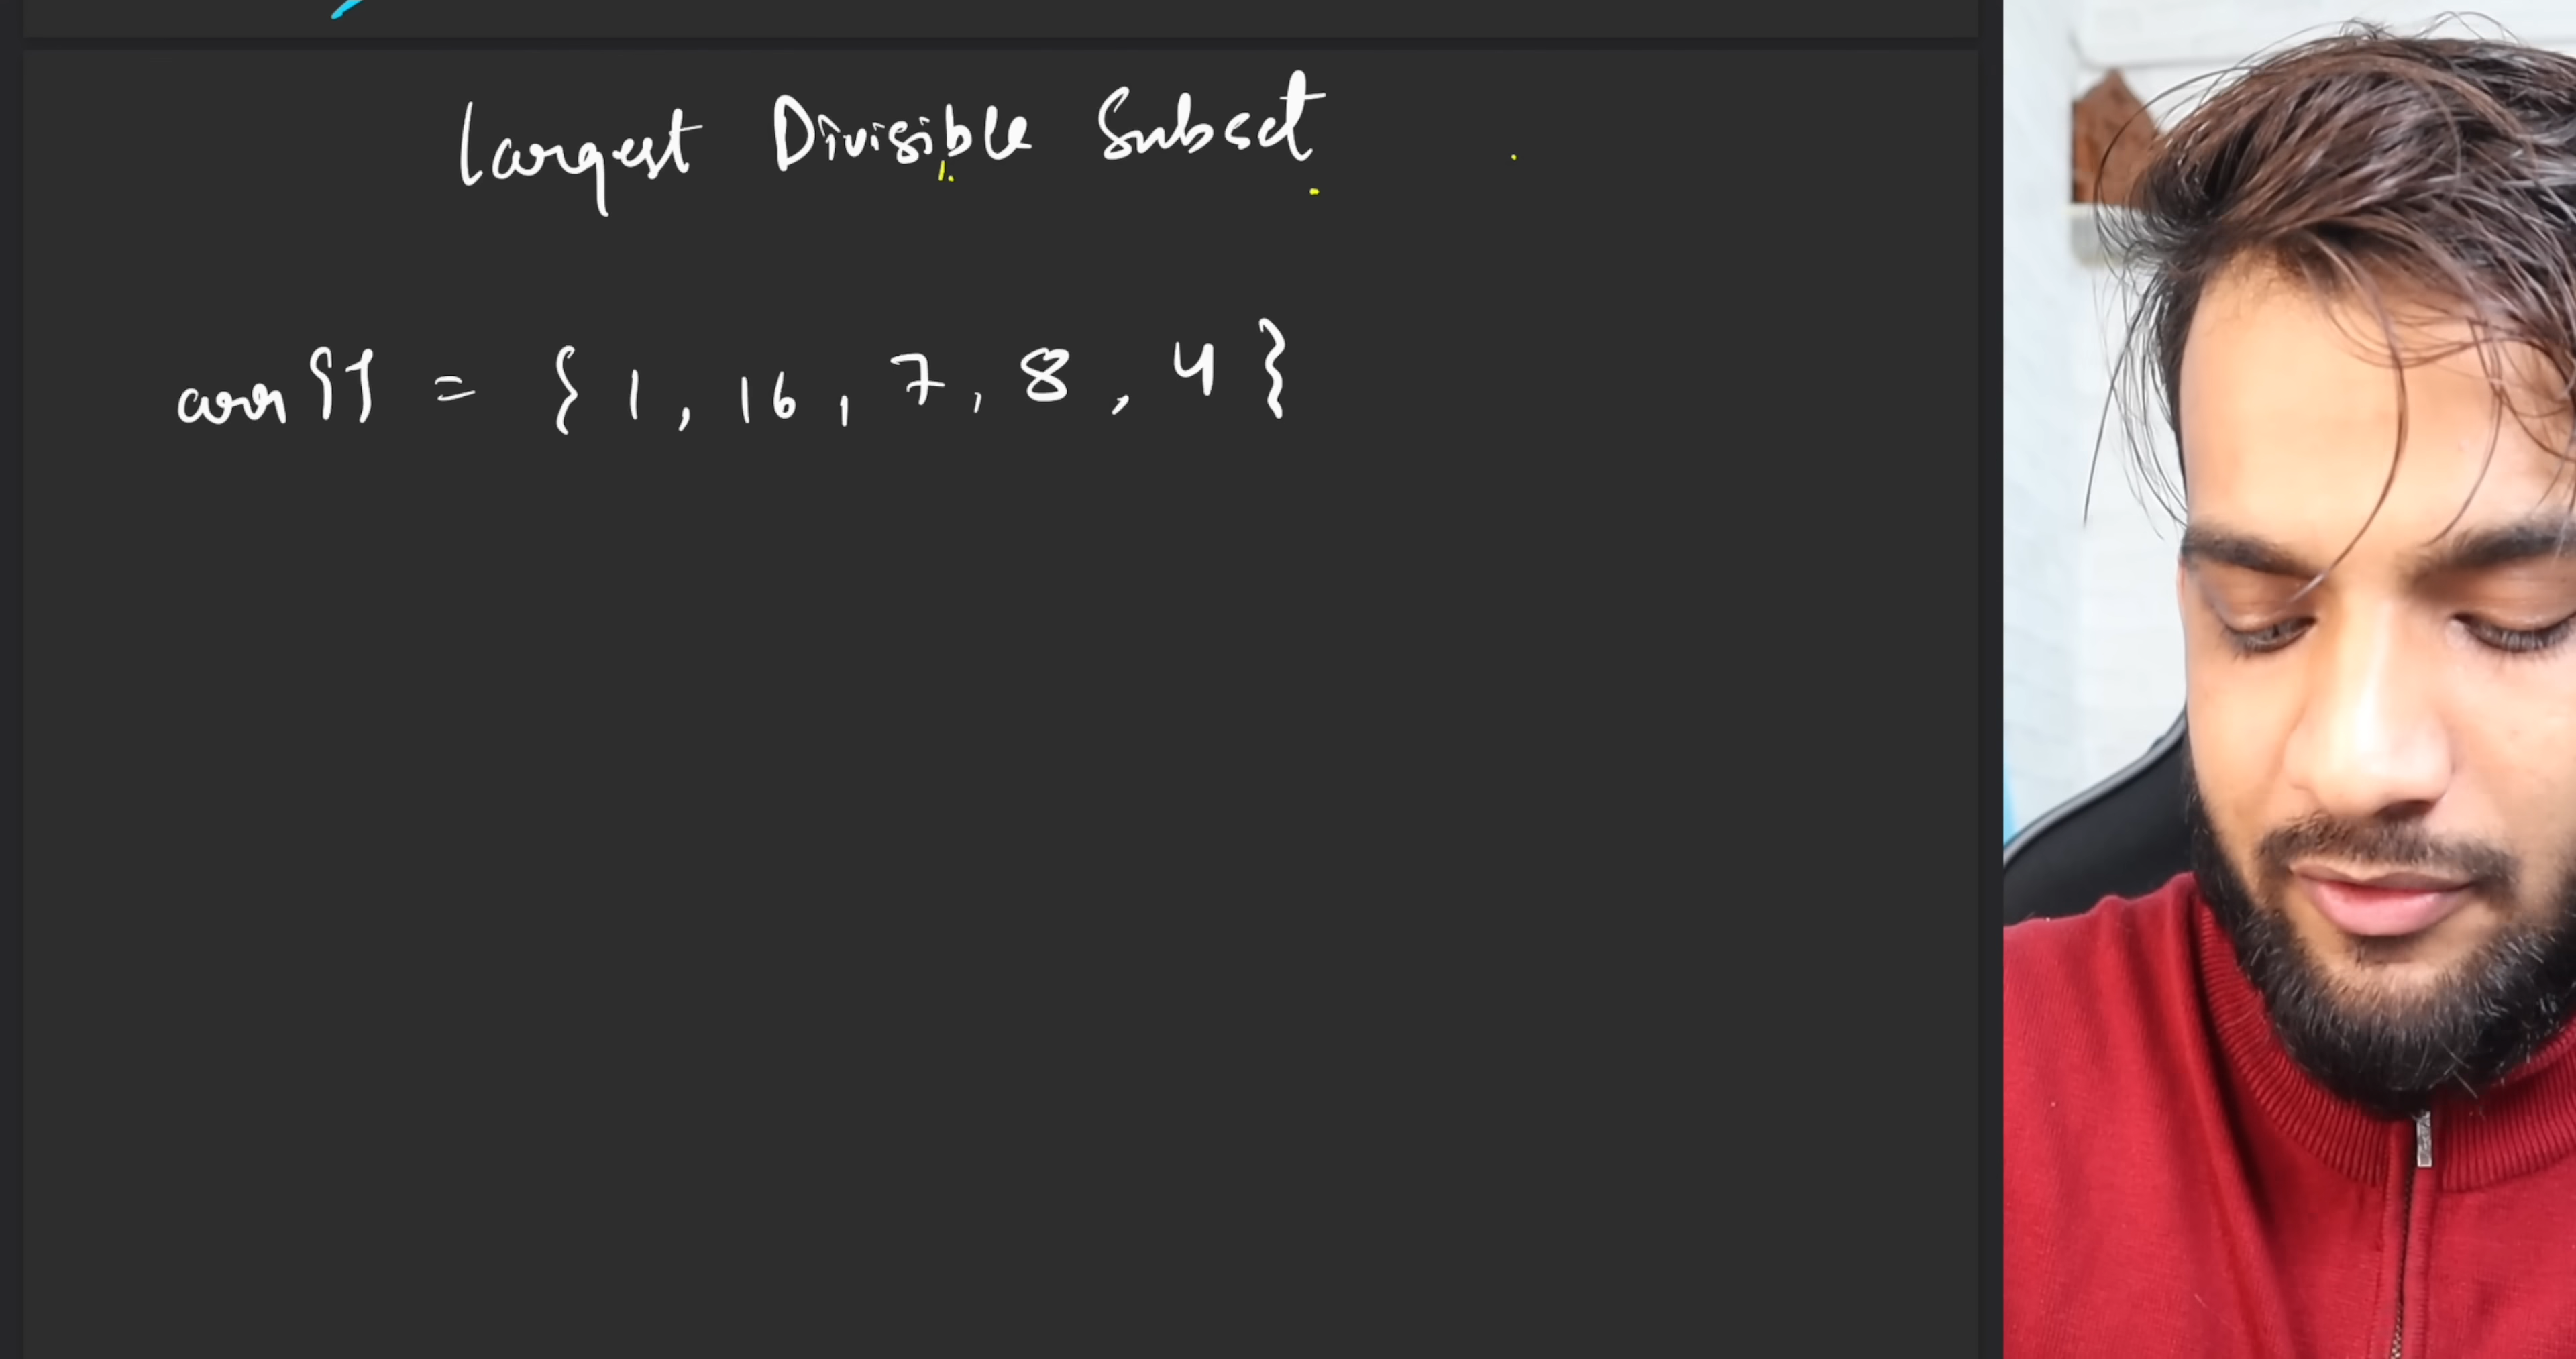 Largest Divisible Subset
arr[] = { 1, 16, 7, 8, 4 }